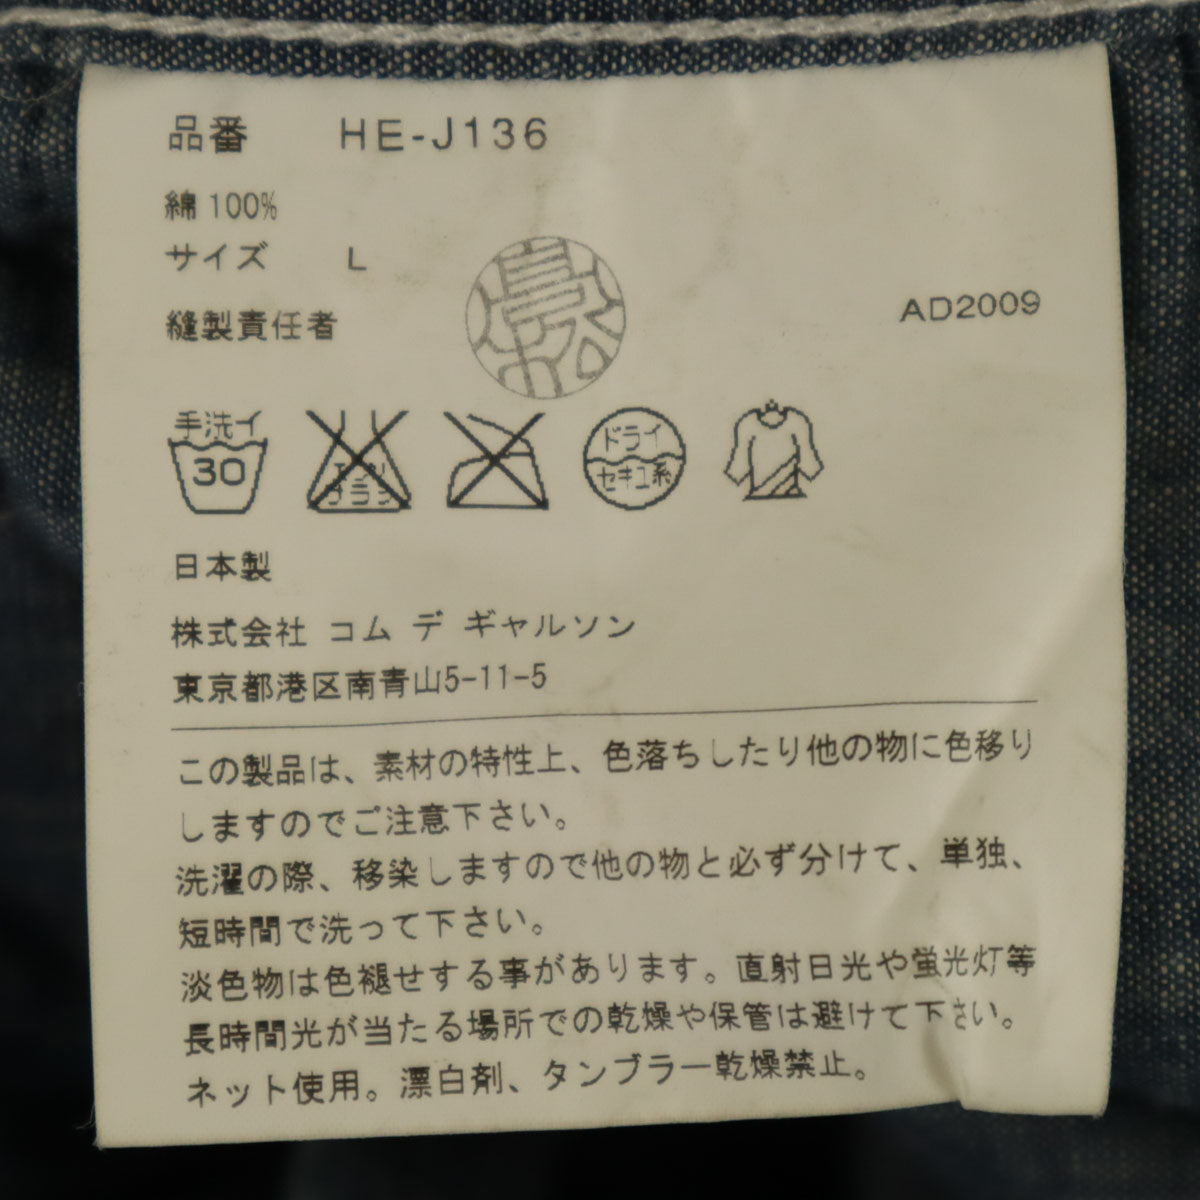 品番 HE-J136
綿 100%
サイズ L
縫製責任者
AD2009
手洗イ
30
エンソ
サラシ
ドライ
セキユ系
日本製
株式会社 コム デ ギャルソン
東京都港区南青山5-11-5
この製品は、素材の特性上、色落ちしたり他の物に色移り
しますのでご注意下さい。
洗濯の際、移染しますので他の物と必ず分けて、単独、
短時間で洗って下さい。
淡色物は色褪せする事があります。直射日光や蛍光灯等
長時間光が当たる場所での乾燥や保管は避けて下さい。
ネット使用。漂白剤、タンブラー乾燥禁止。